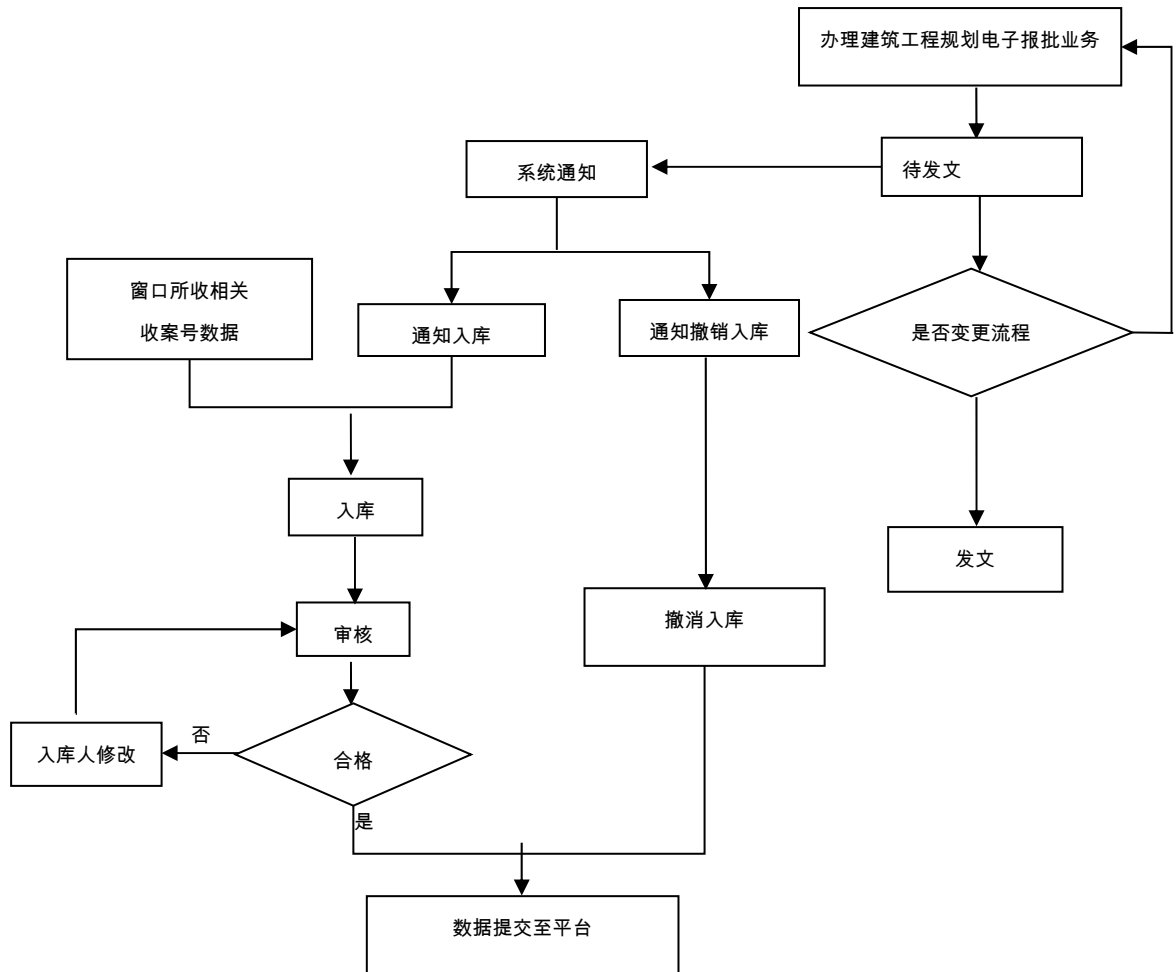 办理建筑工程规划电子报批业务
系统通知
待发文
窗口所收相关
收案号数据
通知入库
通知撤销入库
是否变更流程
入库
发文
审核
撤消入库
入库人修改
否
合格
是
数据提交至平台